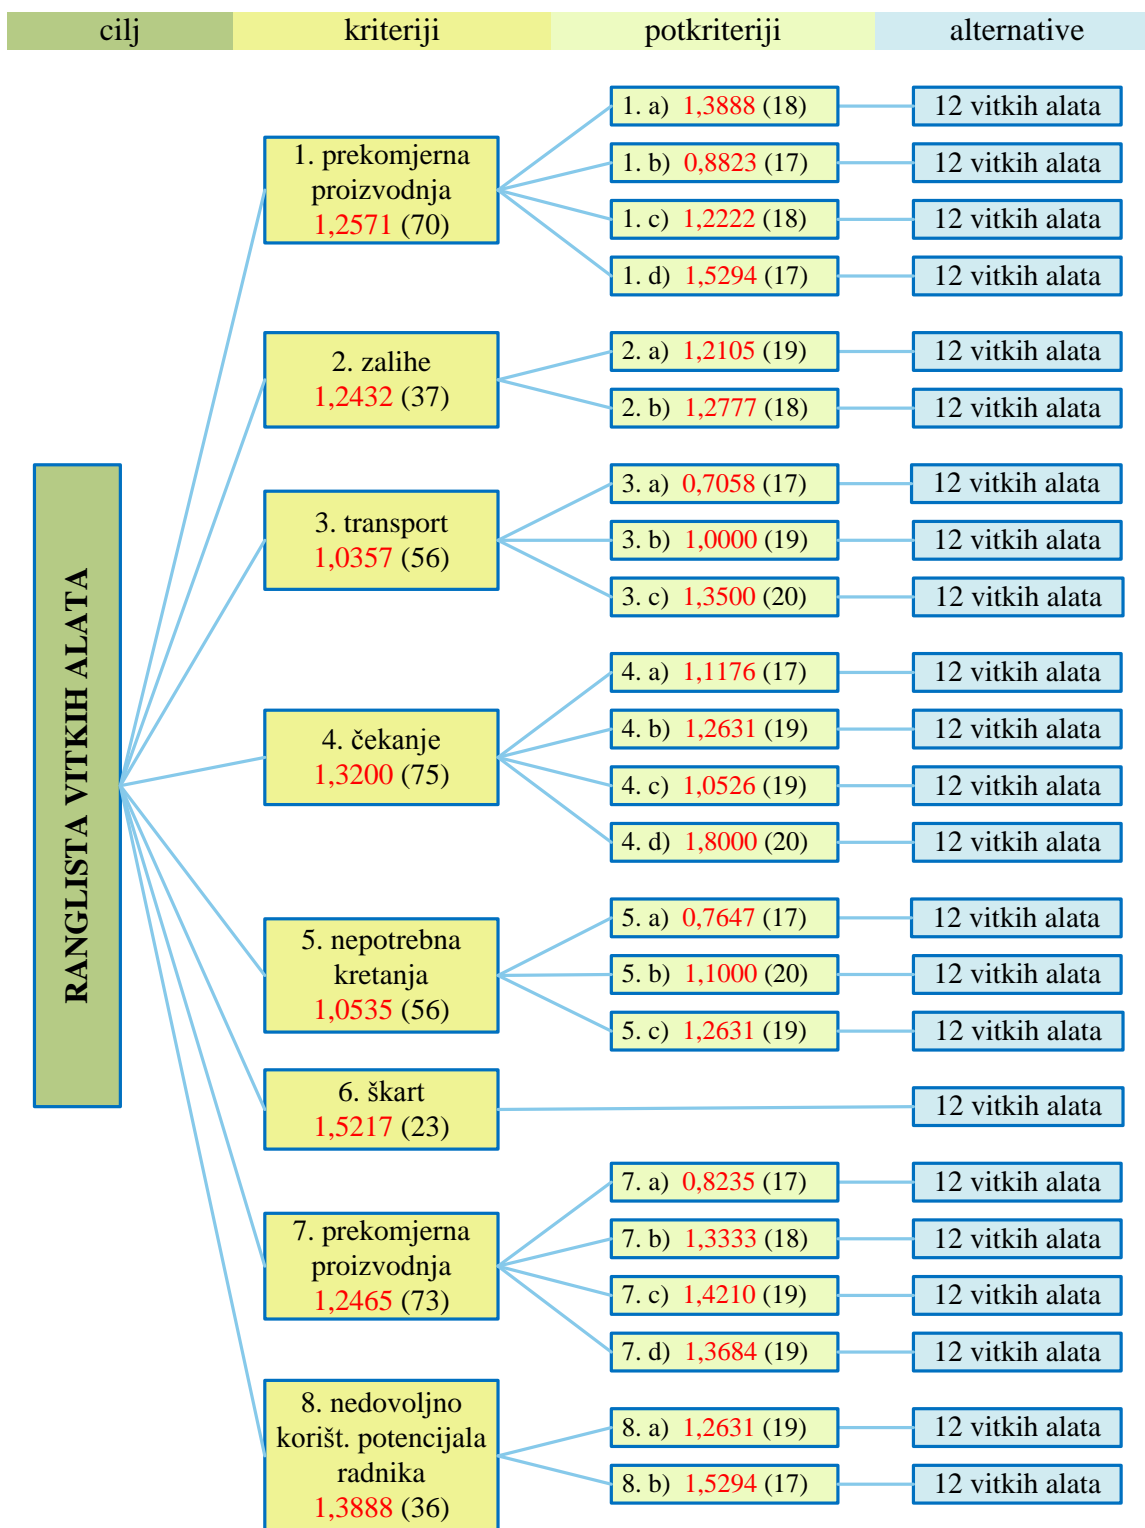 cilj kriteriji potkriteriji alternative
RANGLISTA VITKIH ALATA
1. prekomjerna
proizvodnja
1,2571 (70)
1. a) 1,3888 (18) 12 vitkih alata
1. b) 0,8823 (17) 12 vitkih alata
1. c) 1,2222 (18) 12 vitkih alata
1. d) 1,5294 (17) 12 vitkih alata
2. zalihe
1,2432 (37)
2. a) 1,2105 (19) 12 vitkih alata
2. b) 1,2777 (18) 12 vitkih alata
3. transport
1,0357 (56)
3. a) 0,7058 (17) 12 vitkih alata
3. b) 1,0000 (19) 12 vitkih alata
3. c) 1,3500 (20) 12 vitkih alata
4. čekanje
1,3200 (75)
4. a) 1,1176 (17) 12 vitkih alata
4. b) 1,2631 (19) 12 vitkih alata
4. c) 1,0526 (19) 12 vitkih alata
4. d) 1,8000 (20) 12 vitkih alata
5. nepotrebna
kretanja
1,0535 (56)
5. a) 0,7647 (17) 12 vitkih alata
5. b) 1,1000 (20) 12 vitkih alata
5. c) 1,2631 (19) 12 vitkih alata
6. škart
1,5217 (23)
12 vitkih alata
7. prekomjerna
proizvodnja
1,2465 (73)
7. a) 0,8235 (17) 12 vitkih alata
7. b) 1,3333 (18) 12 vitkih alata
7. c) 1,4210 (19) 12 vitkih alata
7. d) 1,3684 (19) 12 vitkih alata
8. nedovoljno
korišt. potencijala
radnika
1,3888 (36)
8. a) 1,2631 (19) 12 vitkih alata
8. b) 1,5294 (17) 12 vitkih alata